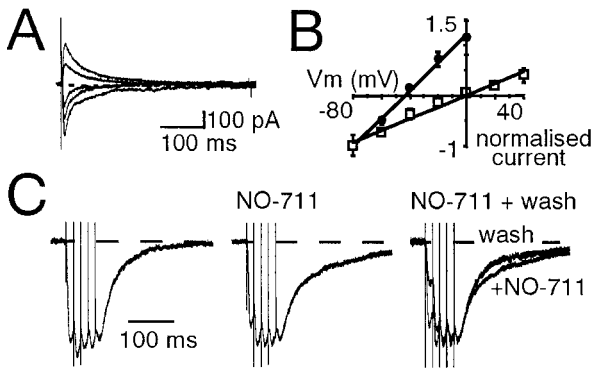 A
100 pA
100 ms
B
1.5
Vm (mV)
-80
40
normalised
current
-1
C
NO-711
NO-711 + wash
wash
+NO-711
100 ms